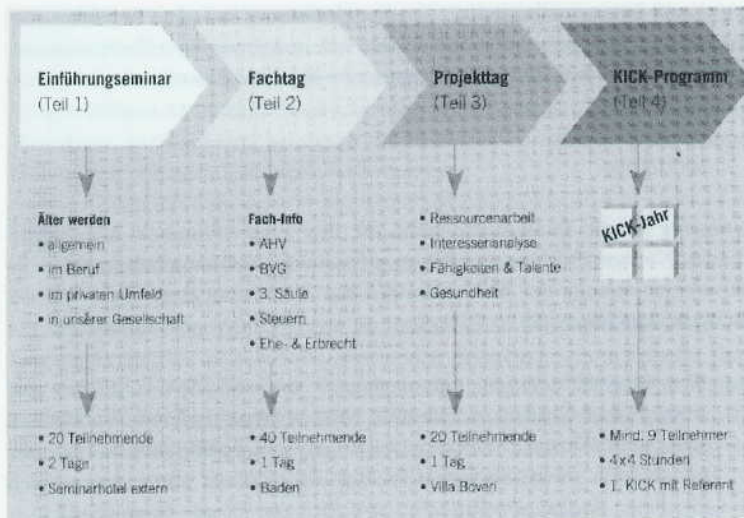 Einführungseminar
(Teil 1)
Fachtag
(Teil 2)
Projekttag
(Teil 3)
KICK-Programm
(Teil 4)
Älter werden
• allgemein
• im Beruf
• im privaten Umfeld
• in unserer Gesellschaft
Fach-Info
• AHV
• BVG
• 3. Säule
• Steuern
• Ehe- & Erbrecht
• Ressourcenarbeit
• Interessenanalyse
• Fähigkeiten & Talente
• Gesundheit
KICK-Jahr
• 20 Teilnehmende
• 2 Tage
• Seminarhotel extern
• 40 Teilnehmende
• 1 Tag
• Baden
• 20 Teilnehmende
• 1 Tag
• Villa Boveri
• Mind. 9 Teilnehmer
• 4x4 Stunden
• 1. KICK mit Referent